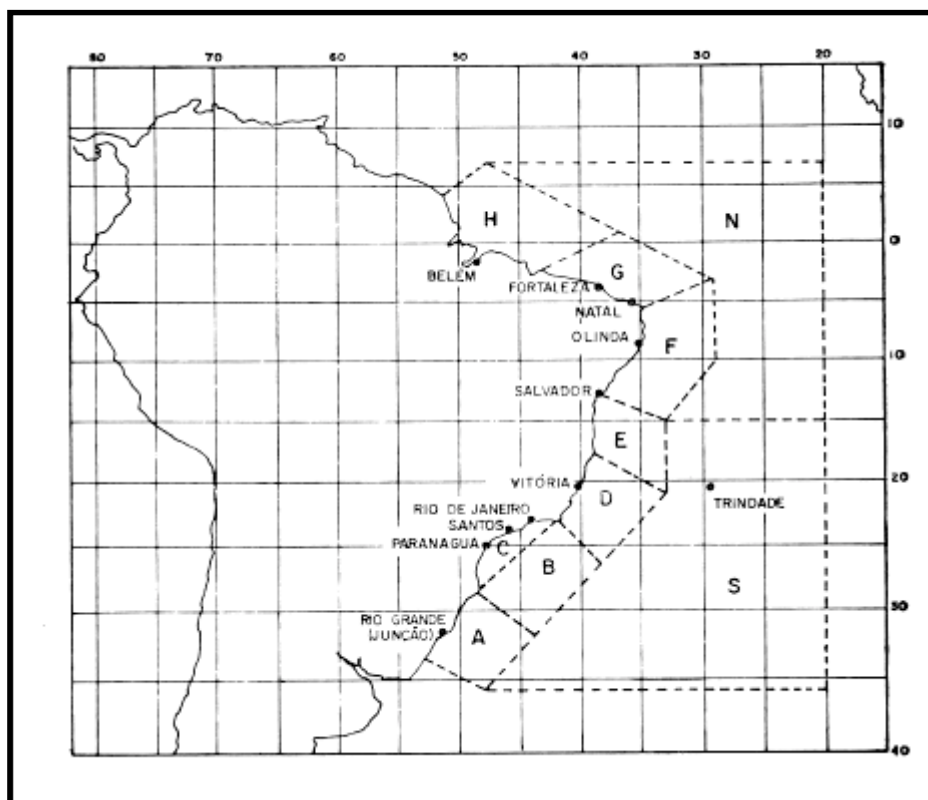 80 70 60 50 40 30 20
10
H N
0
BELÉM
G
FORTALEZA
NATAL
OLINDA
F
10
SALVADOR
E
VITÓRIA
20
D
TRINDADE
RIO DE JANEIRO
SANTOS
PARANAGUA
C
B
S
30
RIO GRANDE
(JUNÇÃO)
A
40